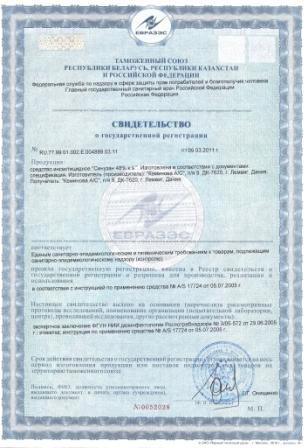 ЕВРАЗЭС
ТАМОЖЕННЫЙ СОЮЗ
РЕСПУБЛИКИ БЕЛАРУСЬ, РЕСПУБЛИКИ КАЗАХСТАН
И РОССИЙСКОЙ ФЕДЕРАЦИИ
Федеральная служба по надзору в сфере защиты прав потребителей и благополучия человека
Главный государственный санитарный врач Российской Федерации
Российская Федерация
СВИДЕТЕЛЬСТВО
о государственной регистрации
№ RU.77.99.01.002.Е.004889.03.11 от 09.03.2011 г.
Продукция
средство инсектицидное "Синузан 48% к.э.". Изготовлена в соответствии с документами:
спецификация. Изготовитель (производитель): "Кеминова А/С", п/я 9, ДК-7620, г. Лемвиг, Дания.
Получатель: "Кеминова А/С", п/я 9, ДК-7620, г. Лемвиг, Дания.
ЕВРАЗЭС
соответствует
Единым санитарно-эпидемиологическим и гигиеническим требованиям к товарам, подлежащим
санитарно-эпидемиологическому надзору (контролю)
прошла государственную регистрацию, внесена в Реестр свидетельств о
государственной регистрации и разрешена для производства, реализации и
использования
в соответствии с инструкцией по применению средства № A/S 17724 от 05.07.2005 г.
Настоящее свидетельство выдано на основании (перечислить рассмотренные
протоколы исследований, наименование организации (испытательной лаборатории,
центра), проводившей исследования, другие рассмотренные документы):
экспертное заключение ФГУН НИИ дезинфектологии Роспотребнадзора № 3/06-572 от 29.06.2005
г.; этикетка; инструкция по применению средства № A/S 17724 от 05.07.2005 г.
Срок действия свидетельства о государственной регистрации устанавливается на весь
период изготовления продукции или поставок подконтрольных товаров на
территорию таможенного союза
Подпись, ФИО, должность уполномоченного лица,
выдавшего документ, и печать органа (учреждения),
выдавшего документ
Г.Г. Онищенко
№0052028
М. П.